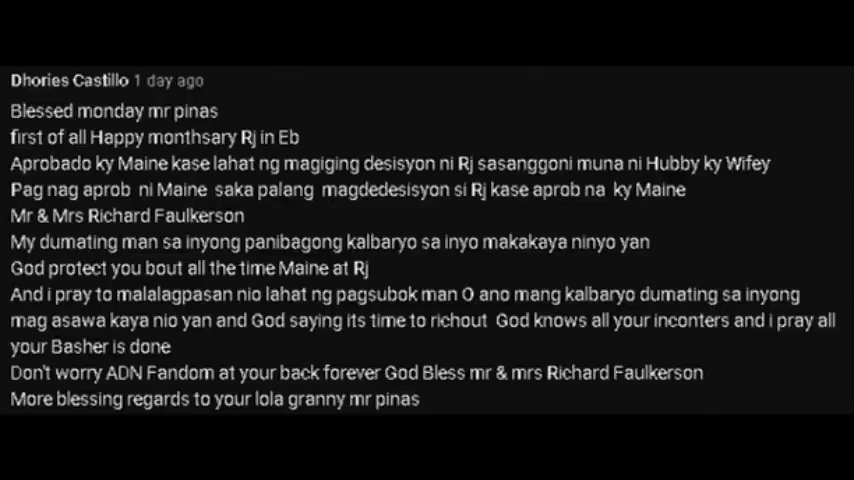 Dhories Castillo 1 day ago
Blessed monday mr pinas
first of all Happy monthsary Rj in Eb
Aprobado ky Maine kase lahat ng magiging desisyon ni Rj sasanggoni muna ni Hubby ky Wifey
Pag nag aprob ni Maine saka palang magdedesisyon si Rj kase aprob na ky Maine
Mr & Mrs Richard Faulkerson
My dumating man sa inyong panibagong kalbaryo sa inyo makakaya ninyo yan
God protect you bout all the time Maine at Rj
And i pray to malalagpasan nio lahat ng pagsubok man O ano mang kalbaryo dumating sa inyong
mag asawa kaya nio yan and God saying its time to richout God knows all your inconters and i pray all
your Basher is done
Don't worry ADN Fandom at your back forever God Bless mr & mrs Richard Faulkerson
More blessing regards to your lola granny mr pinas